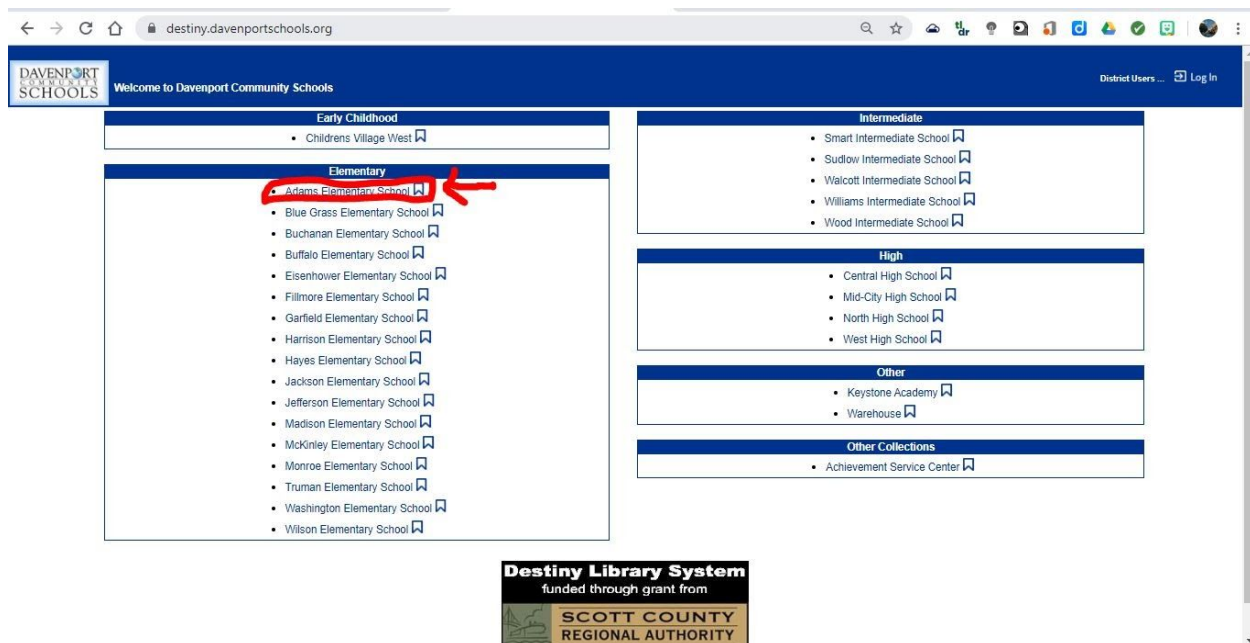 destiny.davenportschools.org
tl;
dr
DAVENPORT
COMMUNITY
SCHOOLS
Welcome to Davenport Community Schools
District Users ...
Log In
Early Childhood
Childrens Village West
Elementary
Adams Elementary School
Blue Grass Elementary School
Buchanan Elementary School
Buffalo Elementary School
Eisenhower Elementary School
Fillmore Elementary School
Garfield Elementary School
Harrison Elementary School
Hayes Elementary School
Jackson Elementary School
Jefferson Elementary School
Madison Elementary School
McKinley Elementary School
Monroe Elementary School
Truman Elementary School
Washington Elementary School
Wilson Elementary School
Intermediate
Smart Intermediate School
Sudlow Intermediate School
Walcott Intermediate School
Williams Intermediate School
Wood Intermediate School
High
Central High School
Mid-City High School
North High School
West High School
Other
Keystone Academy
Warehouse
Other Collections
Achievement Service Center
Destiny Library System
funded through grant from
SCOTT COUNTY
REGIONAL AUTHORITY